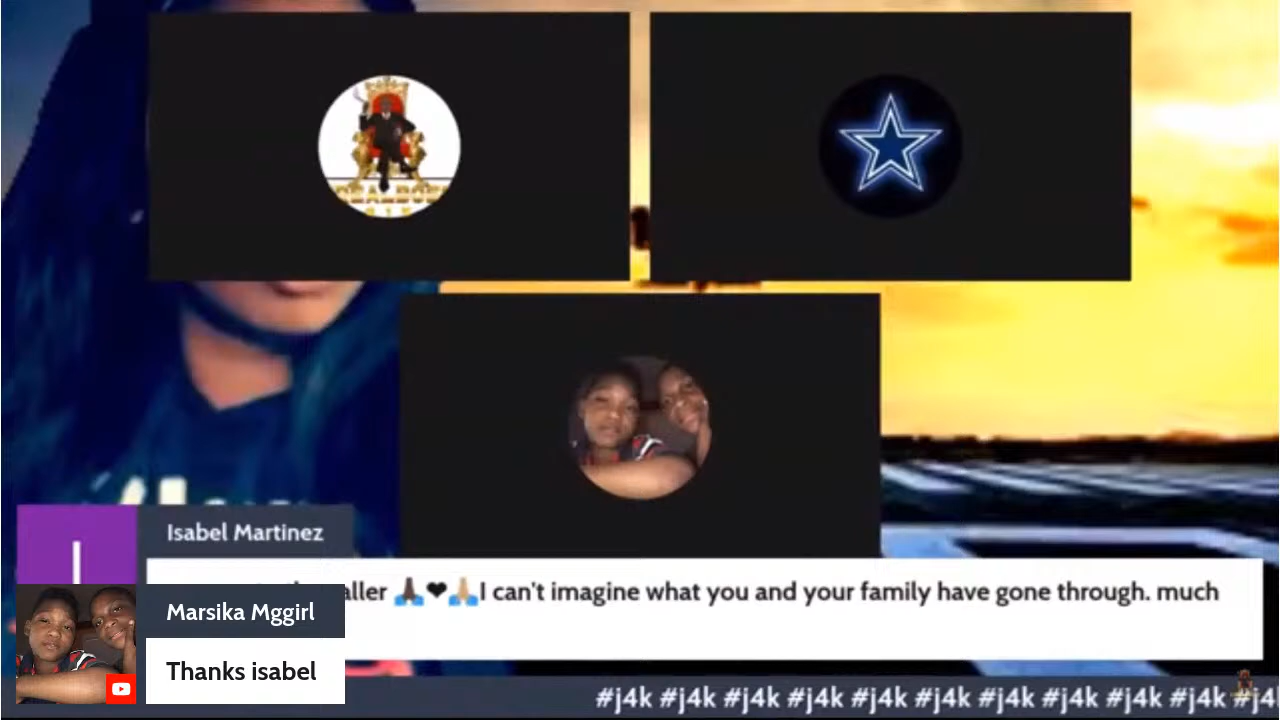 I
Isabel Martinez
aller 🙏🏿❤🙏🏼I can't imagine what you and your family have gone through. much
Marsika Mggirl
Thanks isabel
#j4k #j4k #j4k #j4k #j4k #j4k #j4k #j4k #j4k #j4k #j4